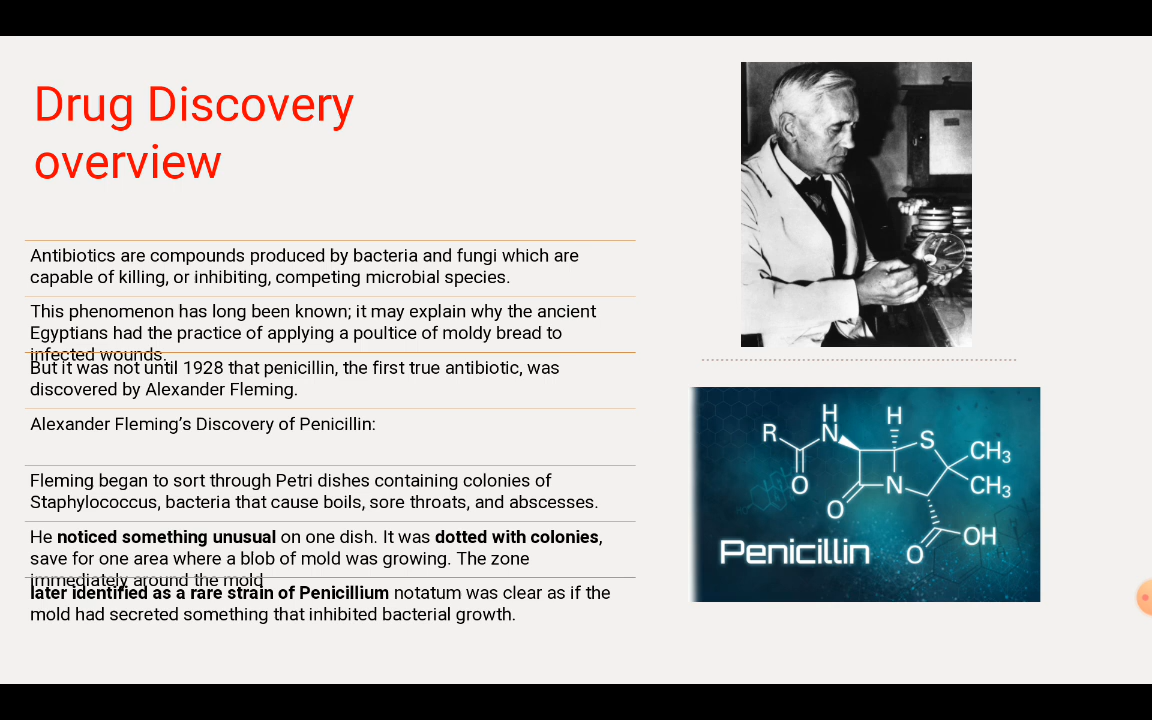 Drug Discovery
overview
Antibiotics are compounds produced by bacteria and fungi which are
capable of killing, or inhibiting, competing microbial species.
This phenomenon has long been known; it may explain why the ancient
Egyptians had the practice of applying a poultice of moldy bread to
infected wounds.
But it was not until 1928 that penicillin, the first true antibiotic, was
discovered by Alexander Fleming.
Alexander Fleming’s Discovery of Penicillin:
Fleming began to sort through Petri dishes containing colonies of
Staphylococcus, bacteria that cause boils, sore throats, and abscesses.
He noticed something unusual on one dish. It was dotted with colonies,
save for one area where a blob of mold was growing. The zone
immediately around the mold
later identified as a rare strain of Penicillium notatum was clear as if the
mold had secreted something that inhibited bacterial growth.
H
H
R
N
S
CH3
O
N
CH3
O
OH
O
Penicillin